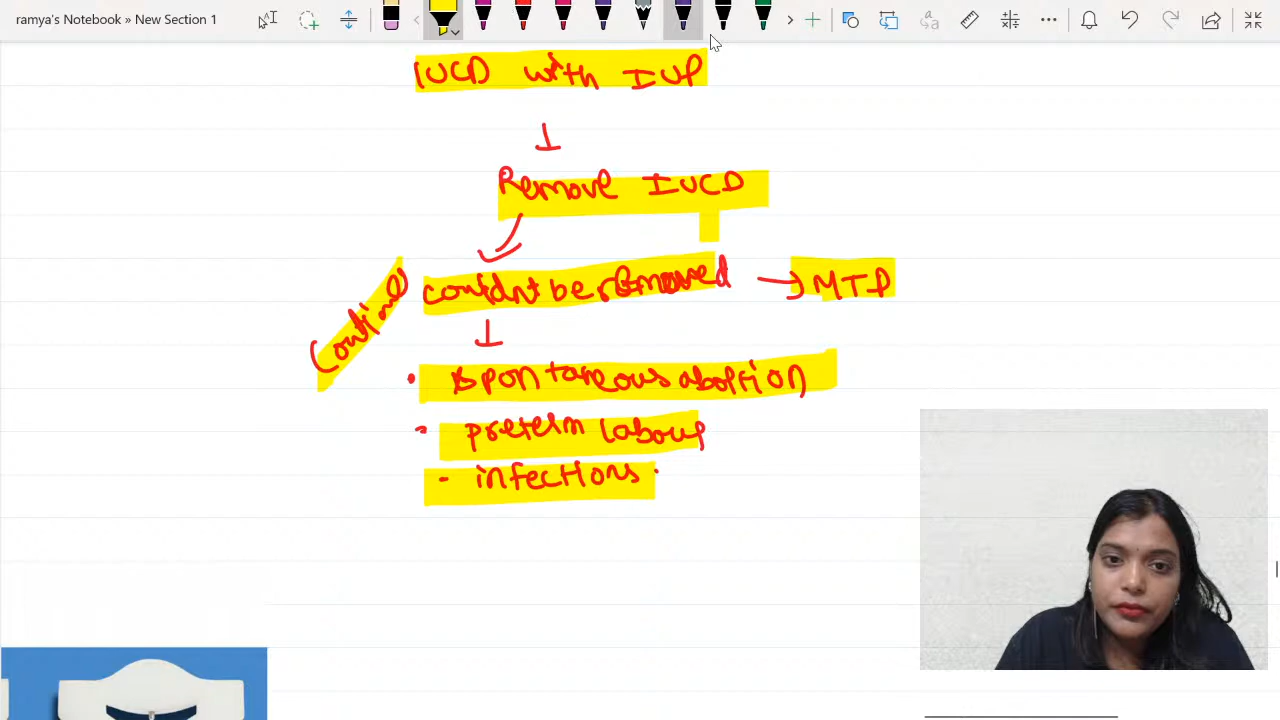 ramya's Notebook » New Section 1
IUCD with IUP
Remove IUCD
Continue
couldn't be removed → MTP
• spontaneous abortion
- preterm labour
- infections